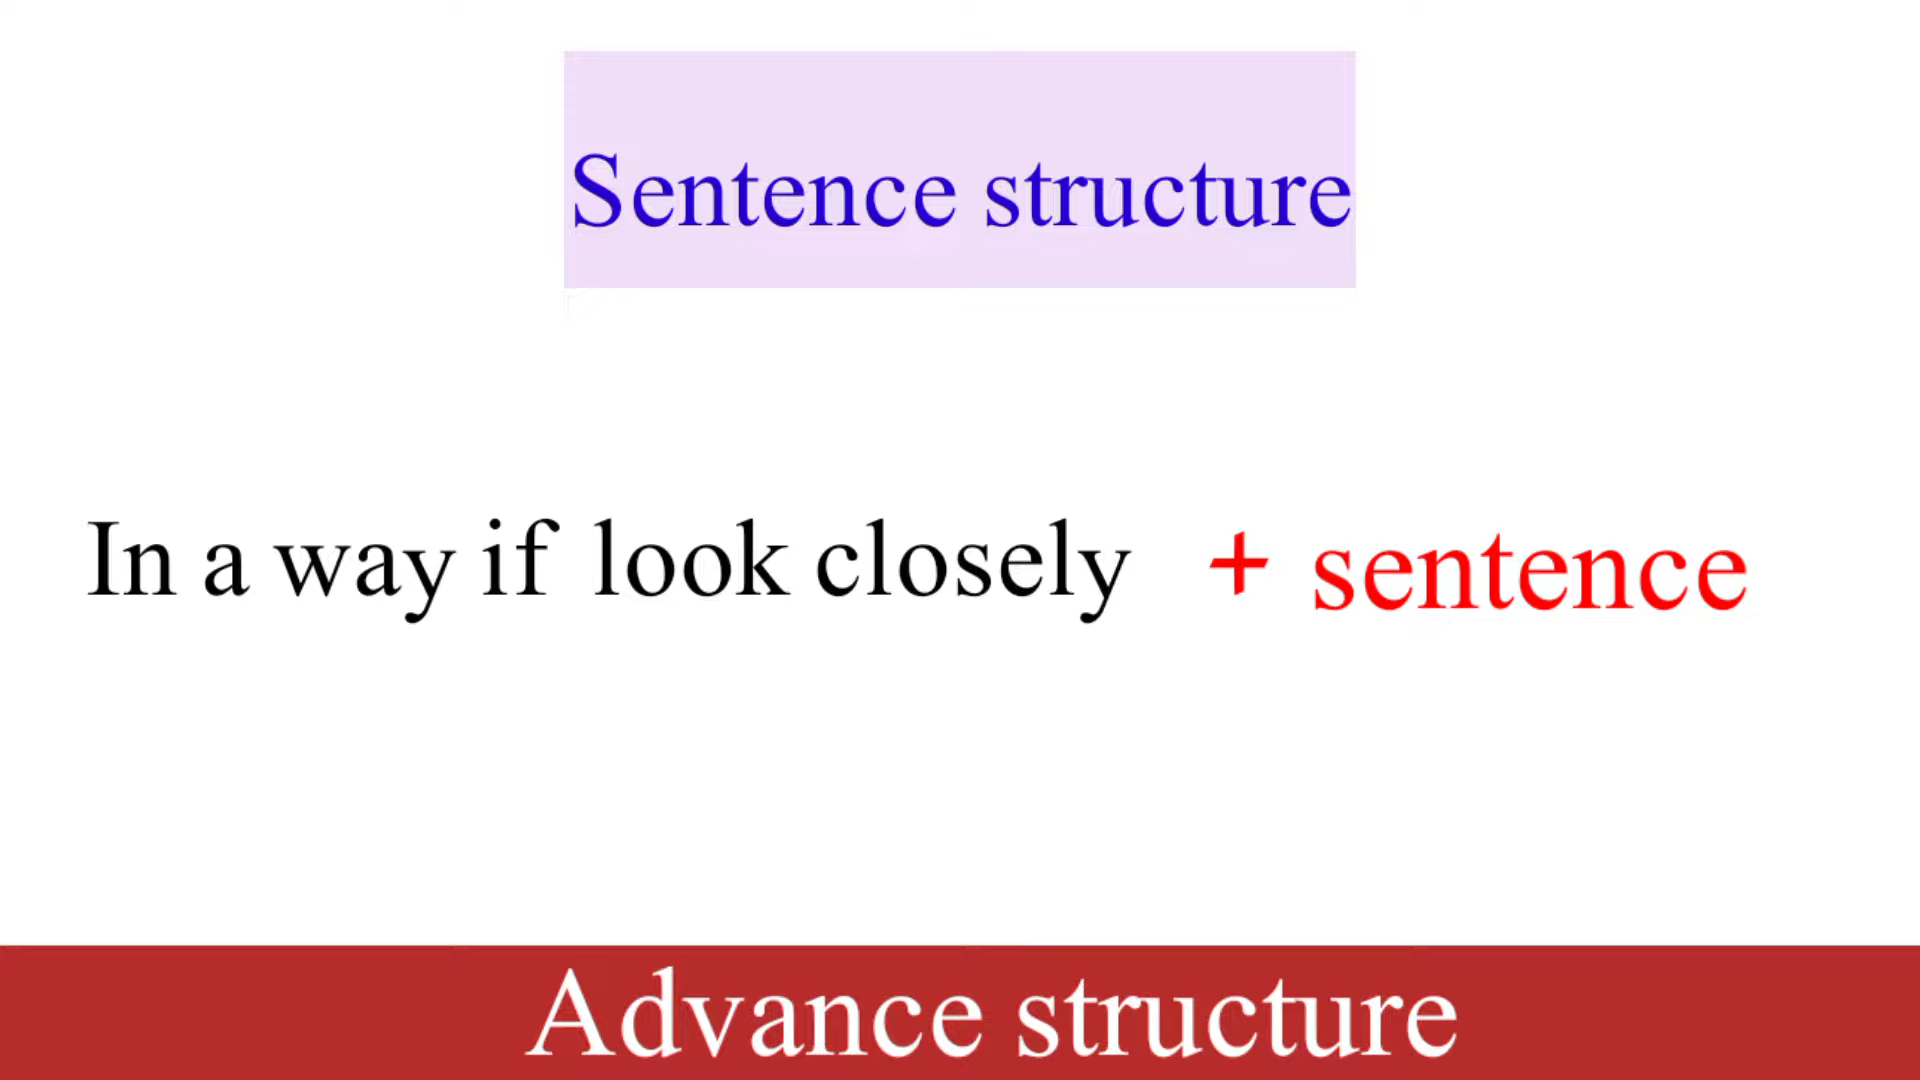 Sentence structure
In a way if look closely + sentence
Advance structure